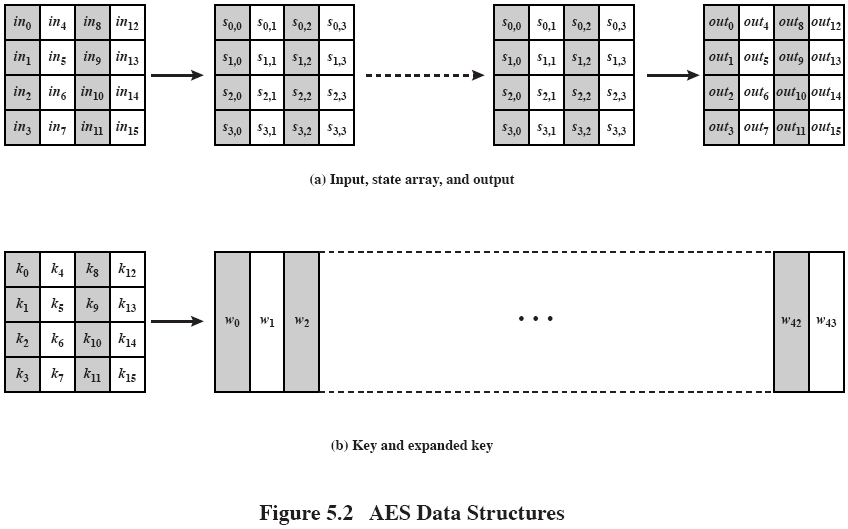 in0 in4 in8 in12 s0,0 s0,1 s0,2 s0,3 s0,0 s0,1 s0,2 s0,3 out0 out4 out8 out12
in1 in5 in9 in13 s1,0 s1,1 s1,2 s1,3 s1,0 s1,1 s1,2 s1,3 out1 out5 out9 out13
in2 in6 in10 in14 s2,0 s2,1 s2,2 s2,3 s2,0 s2,1 s2,2 s2,3 out2 out6 out10 out14
in3 in7 in11 in15 s3,0 s3,1 s3,2 s3,3 s3,0 s3,1 s3,2 s3,3 out3 out7 out11 out15
(a) Input, state array, and output
k0 k4 k8 k12
k1 k5 k9 k13
w0 w1 w2 • • • w42 w43
k2 k6 k10 k14
k3 k7 k11 k15
(b) Key and expanded key
Figure 5.2 AES Data Structures